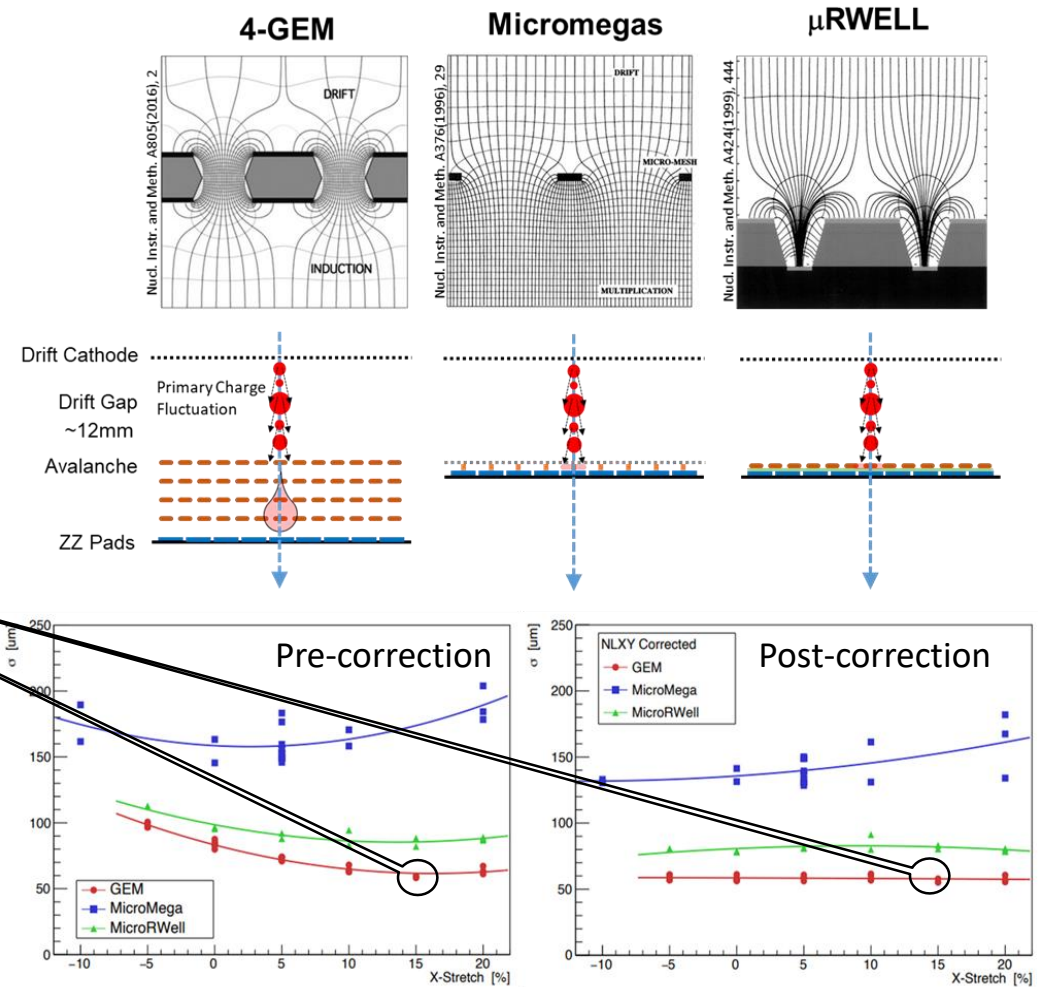 4-GEM
Micromegas
μRWELL
Nucl. Instr. and Meth. A805(2016), 2
DRIFT
INDUCTION
Nucl. Instr. and Meth. A376(1996), 29
DRIFT
MICRO-MESH
MULTIPLICATION
Nucl. Instr. and Meth. A424(1999), 444
Drift Cathode
Primary Charge
Fluctuation
Drift Gap
~12mm
Avalanche
ZZ Pads
Pre-correction
σ [um]
250
200
150
100
50
0
GEM
MicroMega
MicroRWell
−10
−5
0
5
10
15
20
X-Stretch [%]
Post-correction
σ [um]
250
200
150
100
50
0
NLXY Corrected
GEM
MicroMega
MicroRWell
−10
−5
0
5
10
15
20
X-Stretch [%]